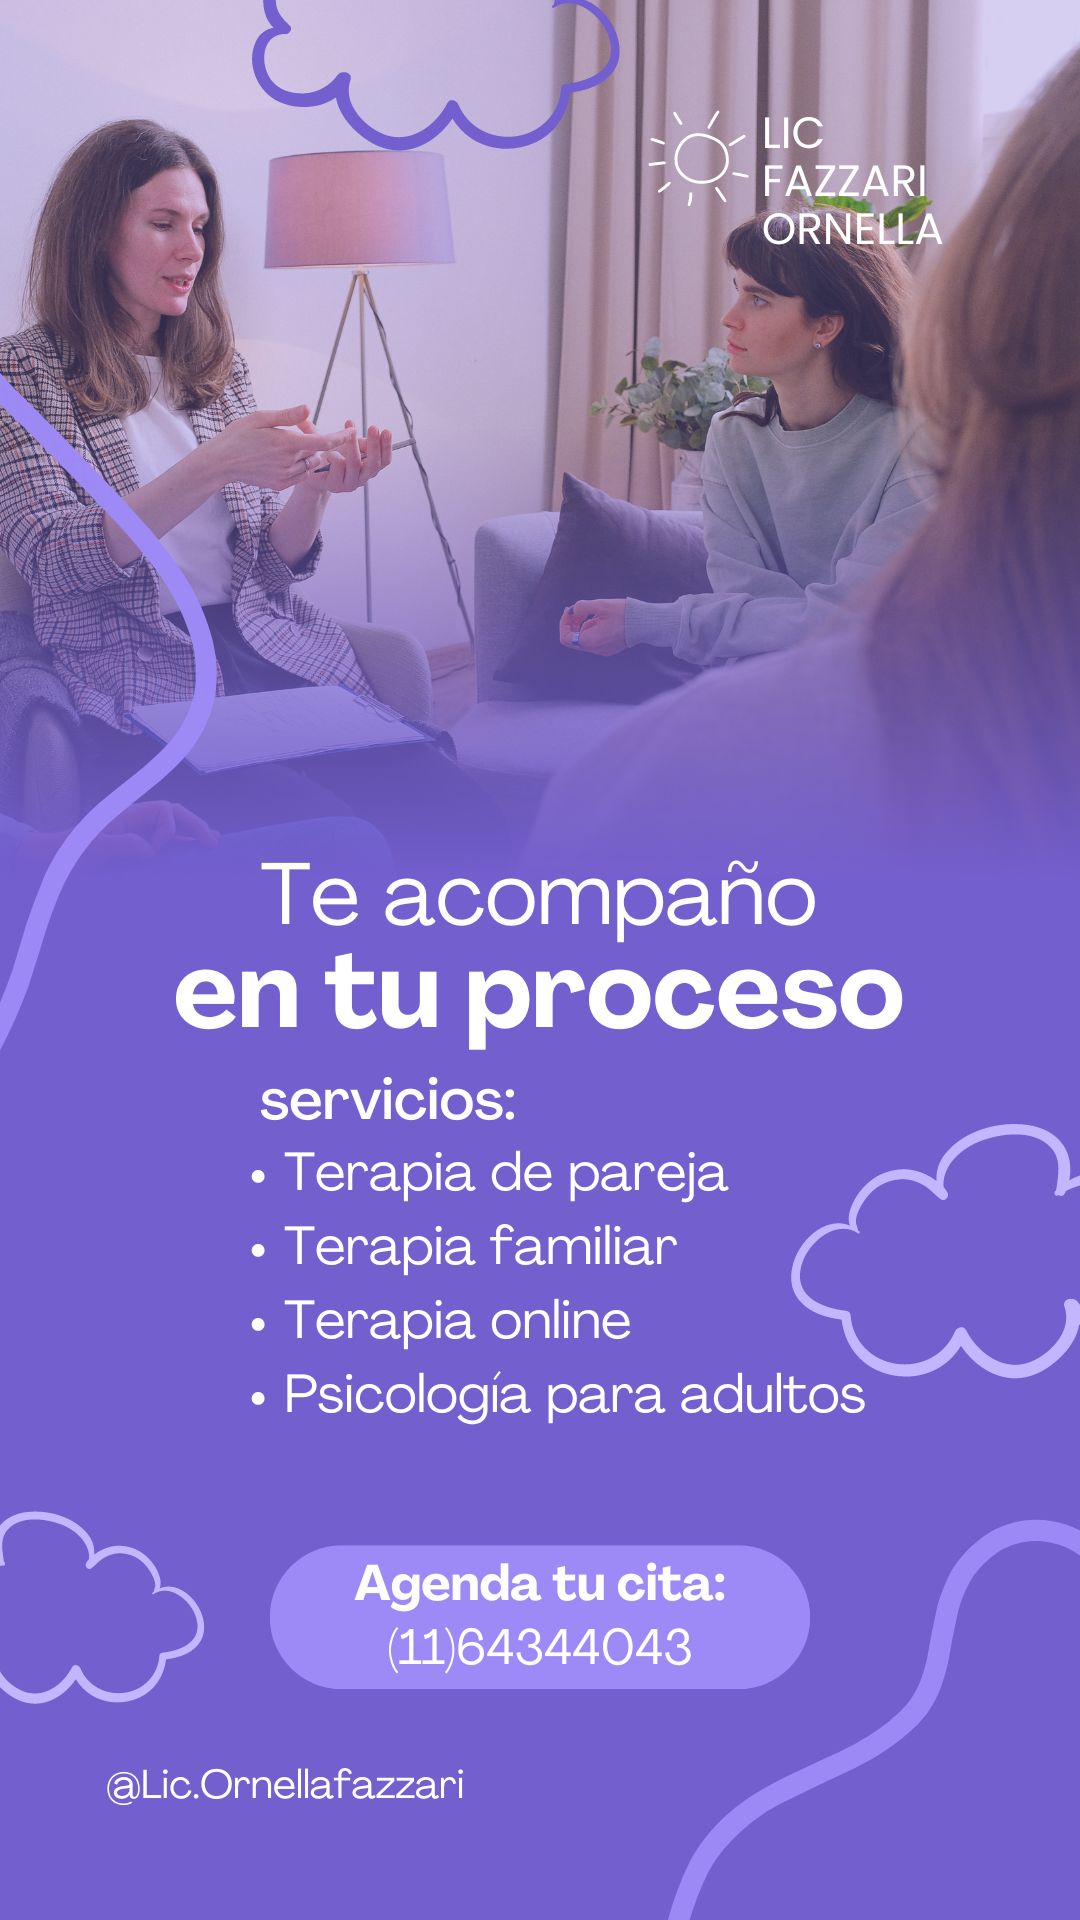 LIC
FAZZARI
ORNELLA
Te acompaño
en tu proceso
servicios:
• Terapia de pareja
• Terapia familiar
• Terapia online
• Psicología para adultos
Agenda tu cita:
(11)64344043
@Lic.Ornellafazzari